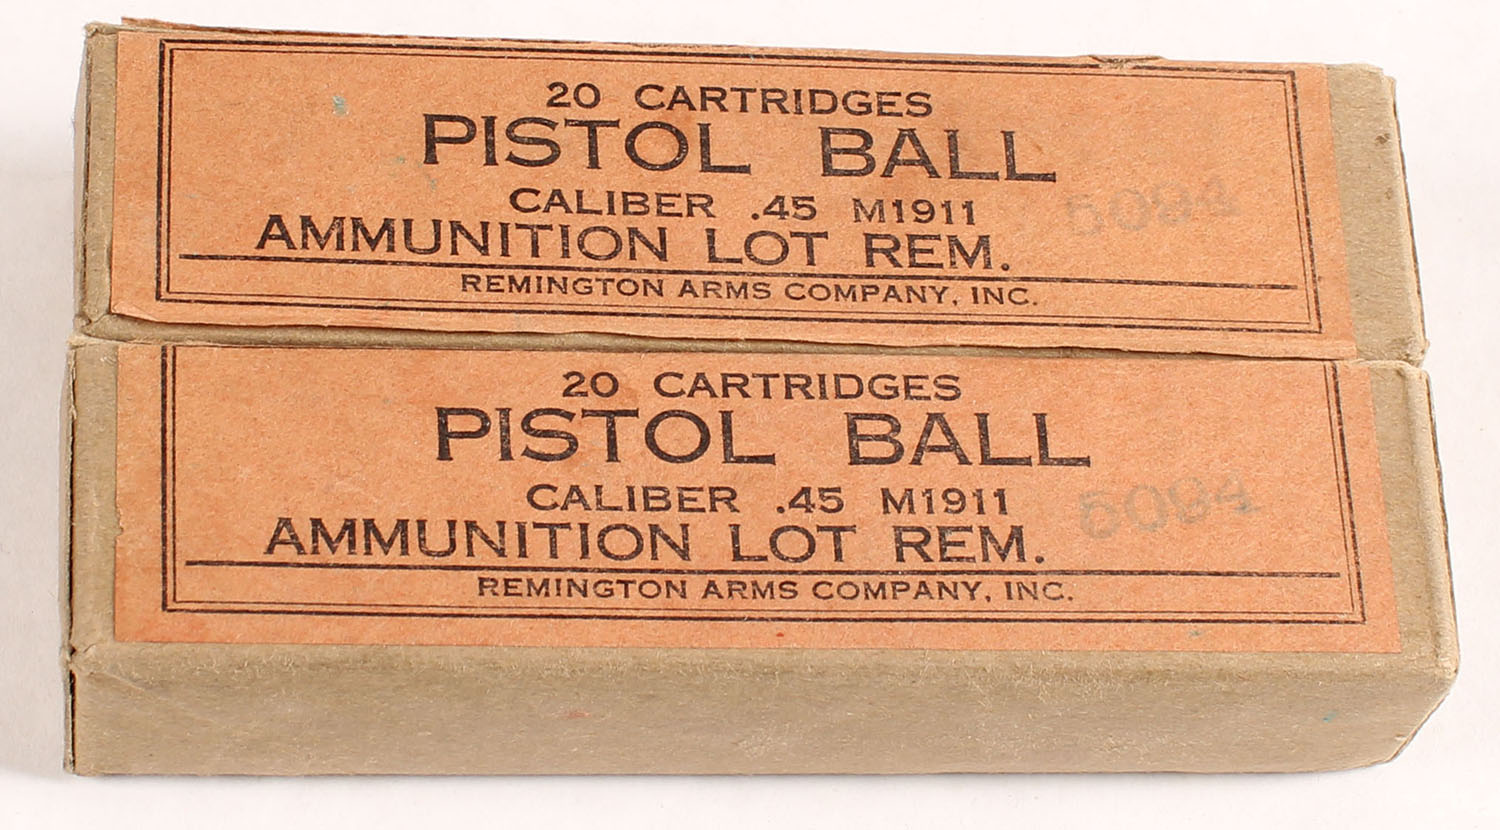 20 CARTRIDGES
PISTOL BALL
CALIBER .45 M1911
AMMUNITION LOT REM. 5094
REMINGTON ARMS COMPANY, INC.
20 CARTRIDGES
PISTOL BALL
CALIBER .45 M1911
AMMUNITION LOT REM. 5094
REMINGTON ARMS COMPANY, INC.